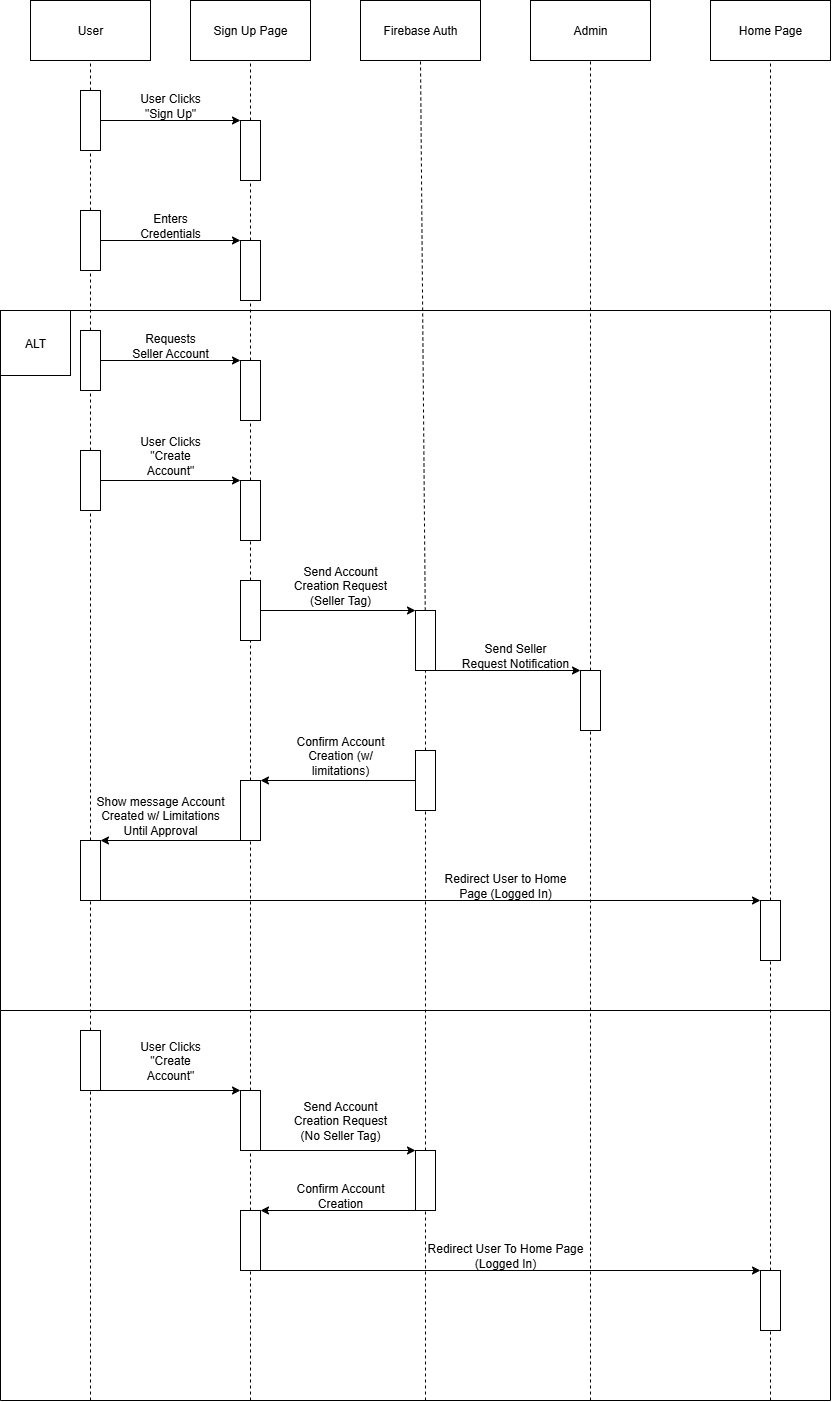 User
Sign Up Page
Firebase Auth
Admin
Home Page
User Clicks
"Sign Up"
Enters
Credentials
ALT
Requests
Seller Account
User Clicks
"Create
Account"
Send Account
Creation Request
(Seller Tag)
Send Seller
Request Notification
Confirm Account
Creation (w/
limitations)
Show message Account
Created w/ Limitations
Until Approval
Redirect User to Home
Page (Logged In)
User Clicks
"Create
Account"
Send Account
Creation Request
(No Seller Tag)
Confirm Account
Creation
Redirect User To Home Page
(Logged In)